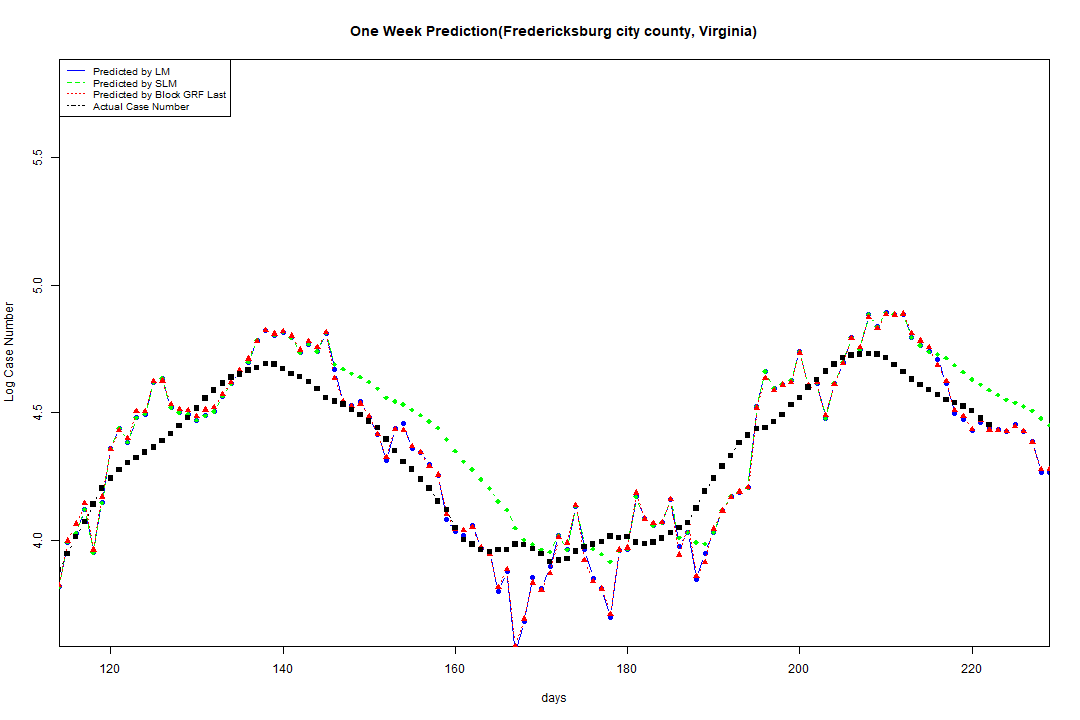 One Week Prediction(Fredericksburg city county, Virginia)
Predicted by LM
Predicted by SLM
Predicted by Block GRF Last
Actual Case Number
Log Case Number
5.5
5.0
4.5
4.0
120 140 160 180 200 220
days